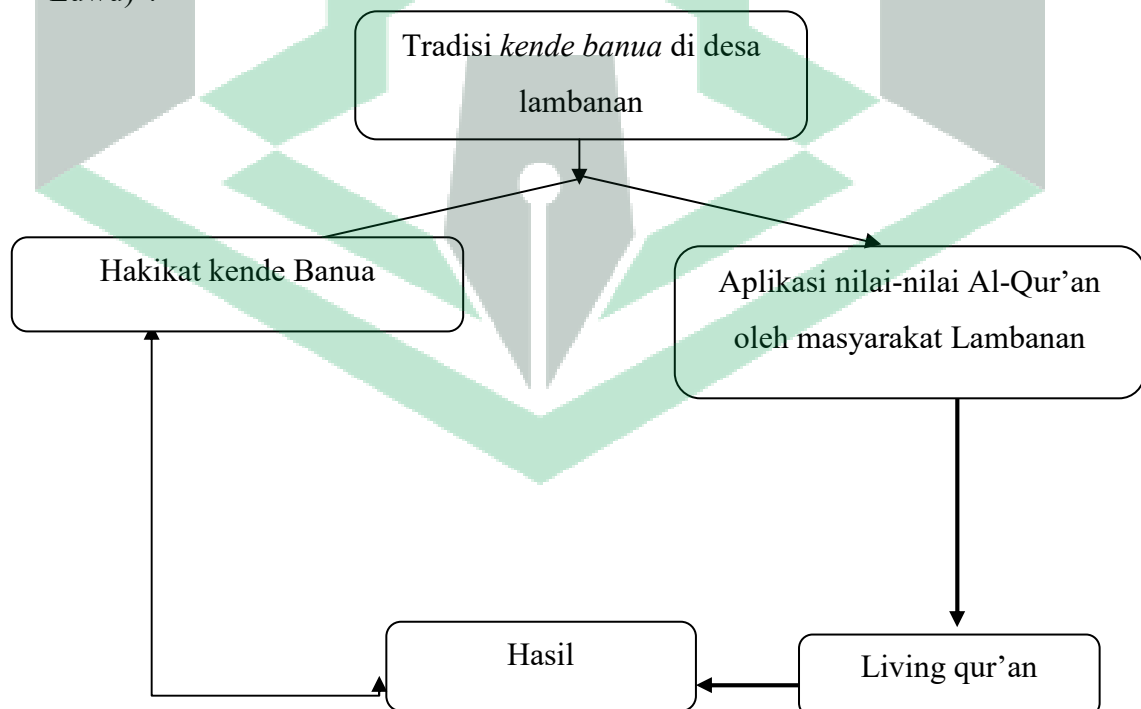 Tradisi kende banua di desa
lambanan
Hakikat kende Banua
Aplikasi nilai-nilai Al-Qur’an
oleh masyarakat Lambanan
Hasil
Living qur’an